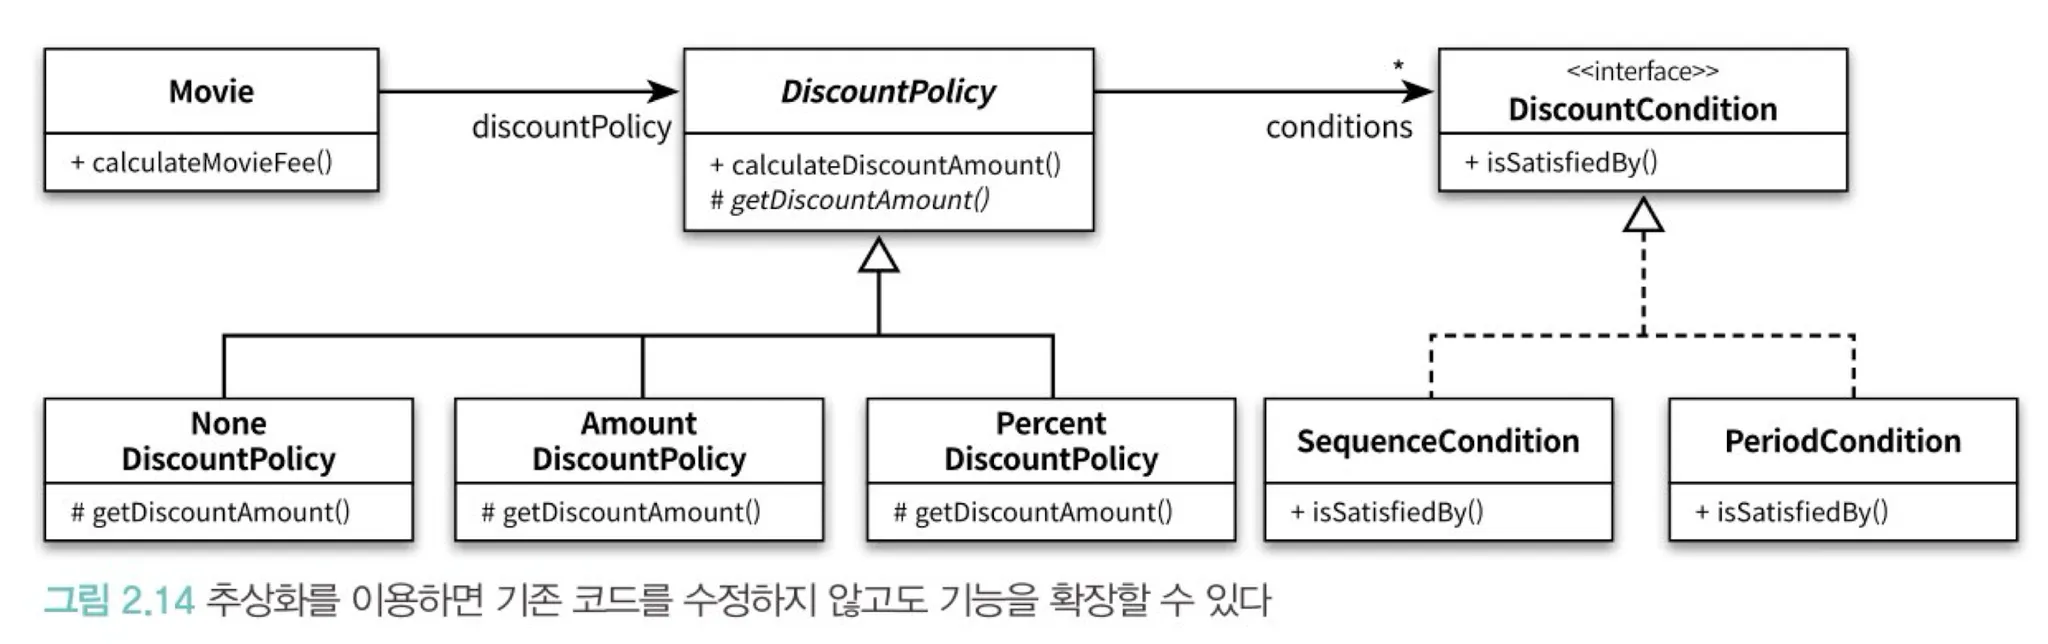 Movie
+ calculateMovieFee()
discountPolicy
DiscountPolicy
+ calculateDiscountAmount()
# getDiscountAmount()
*
conditions
<<interface>>
DiscountCondition
+ isSatisfiedBy()
None
DiscountPolicy
# getDiscountAmount()
Amount
DiscountPolicy
# getDiscountAmount()
Percent
DiscountPolicy
# getDiscountAmount()
SequenceCondition
+ isSatisfiedBy()
PeriodCondition
+ isSatisfiedBy()
그림 2.14 추상화를 이용하면 기존 코드를 수정하지 않고도 기능을 확장할 수 있다